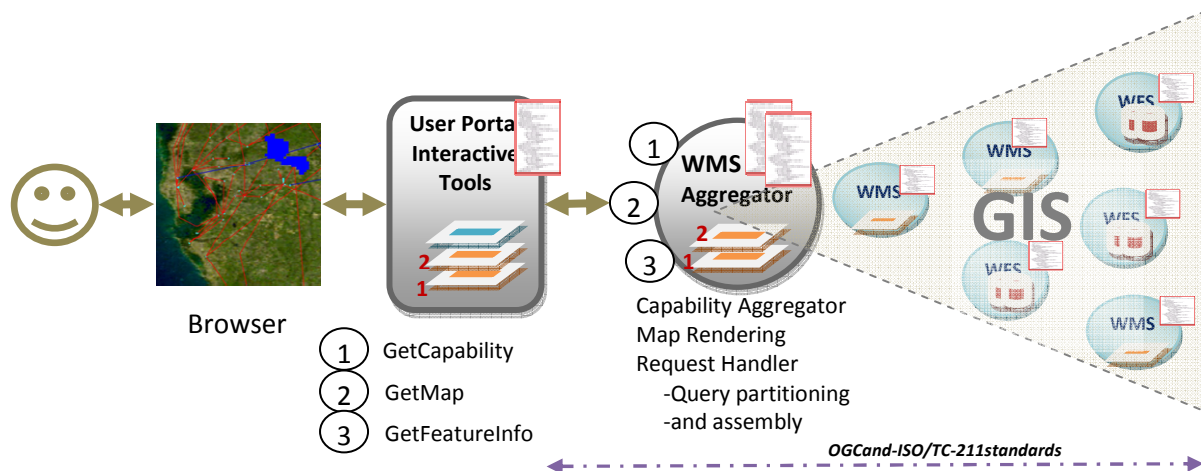 User Porta
Interactive
Tools
2
1
Browser
1 GetCapability
2 GetMap
3 GetFeatureInfo
1
2
3
WMS
Aggregator
2
1
Capability Aggregator
Map Rendering
Request Handler
-Query partitioning
-and assembly
WMS
WMS
WFS
GIS
WFS
WFS
WMS
OGCand-ISO/TC-211standards